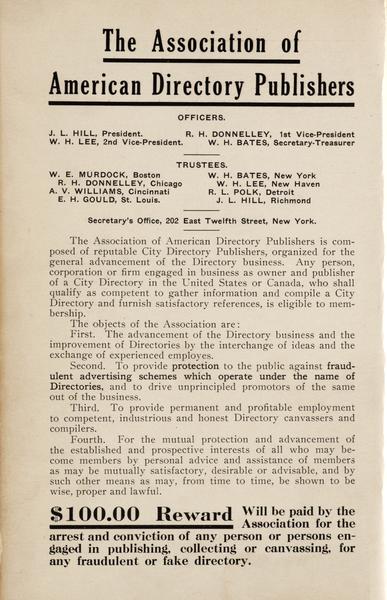 The Association of
American Directory Publishers
OFFICERS.
J. L. HILL, President. R. H. DONNELLEY, 1st Vice-President
W. H. LEE, 2nd Vice-President. W. H. BATES, Secretary-Treasurer
TRUSTEES.
W. E. MURDOCK, Boston W. H. BATES, New York
R. H. DONNELLEY, Chicago W. H. LEE, New Haven
A. V. WILLIAMS, Cincinnati R. L. POLK, Detroit
E. H. GOULD, St. Louis. J. L. HILL, Richmond
Secretary's Office, 202 East Twelfth Street, New York.
The Association of American Directory Publishers is com-
posed of reputable City Directory Publishers, organized for the
general advancement of the Directory business. Any person,
corporation or firm engaged in business as owner and publisher
of a City Directory in the United States or Canada, who shall
qualify as competent to gather information and compile a City
Directory and furnish satisfactory references, is eligible to mem-
bership.
The objects of the Association are:
First. The advancement of the Directory business and the
improvement of Directories by the interchange of ideas and the
exchange of experienced employes.
Second. To provide protection to the public against fraud-
ulent advertising schemes which operate under the name of
Directories, and to drive unprincipled promotors of the same
out of the business.
Third. To provide permanent and profitable employment
to competent, industrious and honest Directory canvassers and
compilers.
Fourth. For the mutual protection and advancement of
the established and prospective interests of all who may be-
come members by personal advice and assistance of members
as may be mutually satisfactory, desirable or advisable, and by
such other means as may, from time to time, be shown to be
wise, proper and lawful.
$100.00 Reward Will be paid by the
Association for the
arrest and conviction of any person or persons en-
gaged in publishing, collecting or canvassing, for
any fraudulent or fake directory.